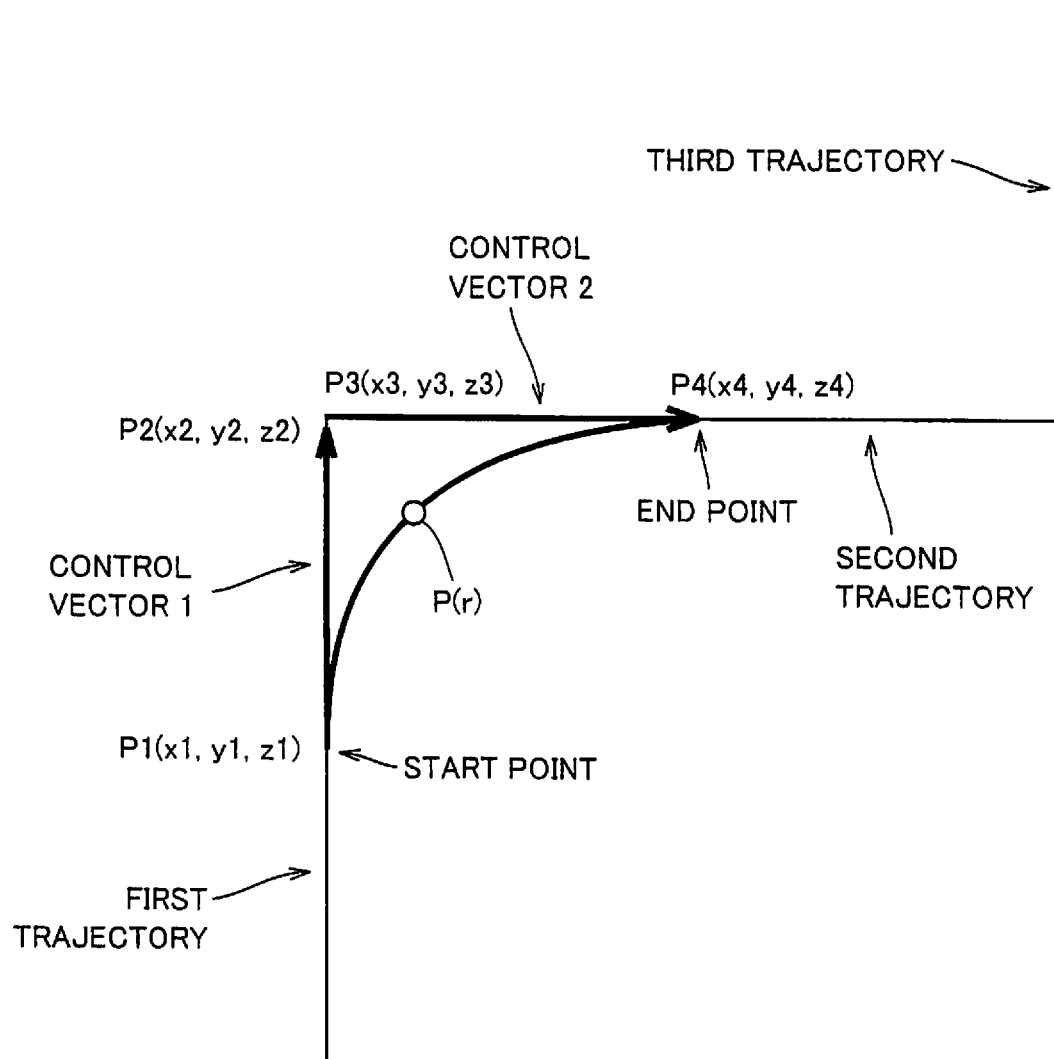 THIRD TRAJECTORY
CONTROL
VECTOR 2
P3(x3, y3, z3)
P4(x4, y4, z4)
P2(x2, y2, z2)
END POINT
SECOND
TRAJECTORY
CONTROL
VECTOR 1
P(r)
P1(x1, y1, z1)
START POINT
FIRST
TRAJECTORY